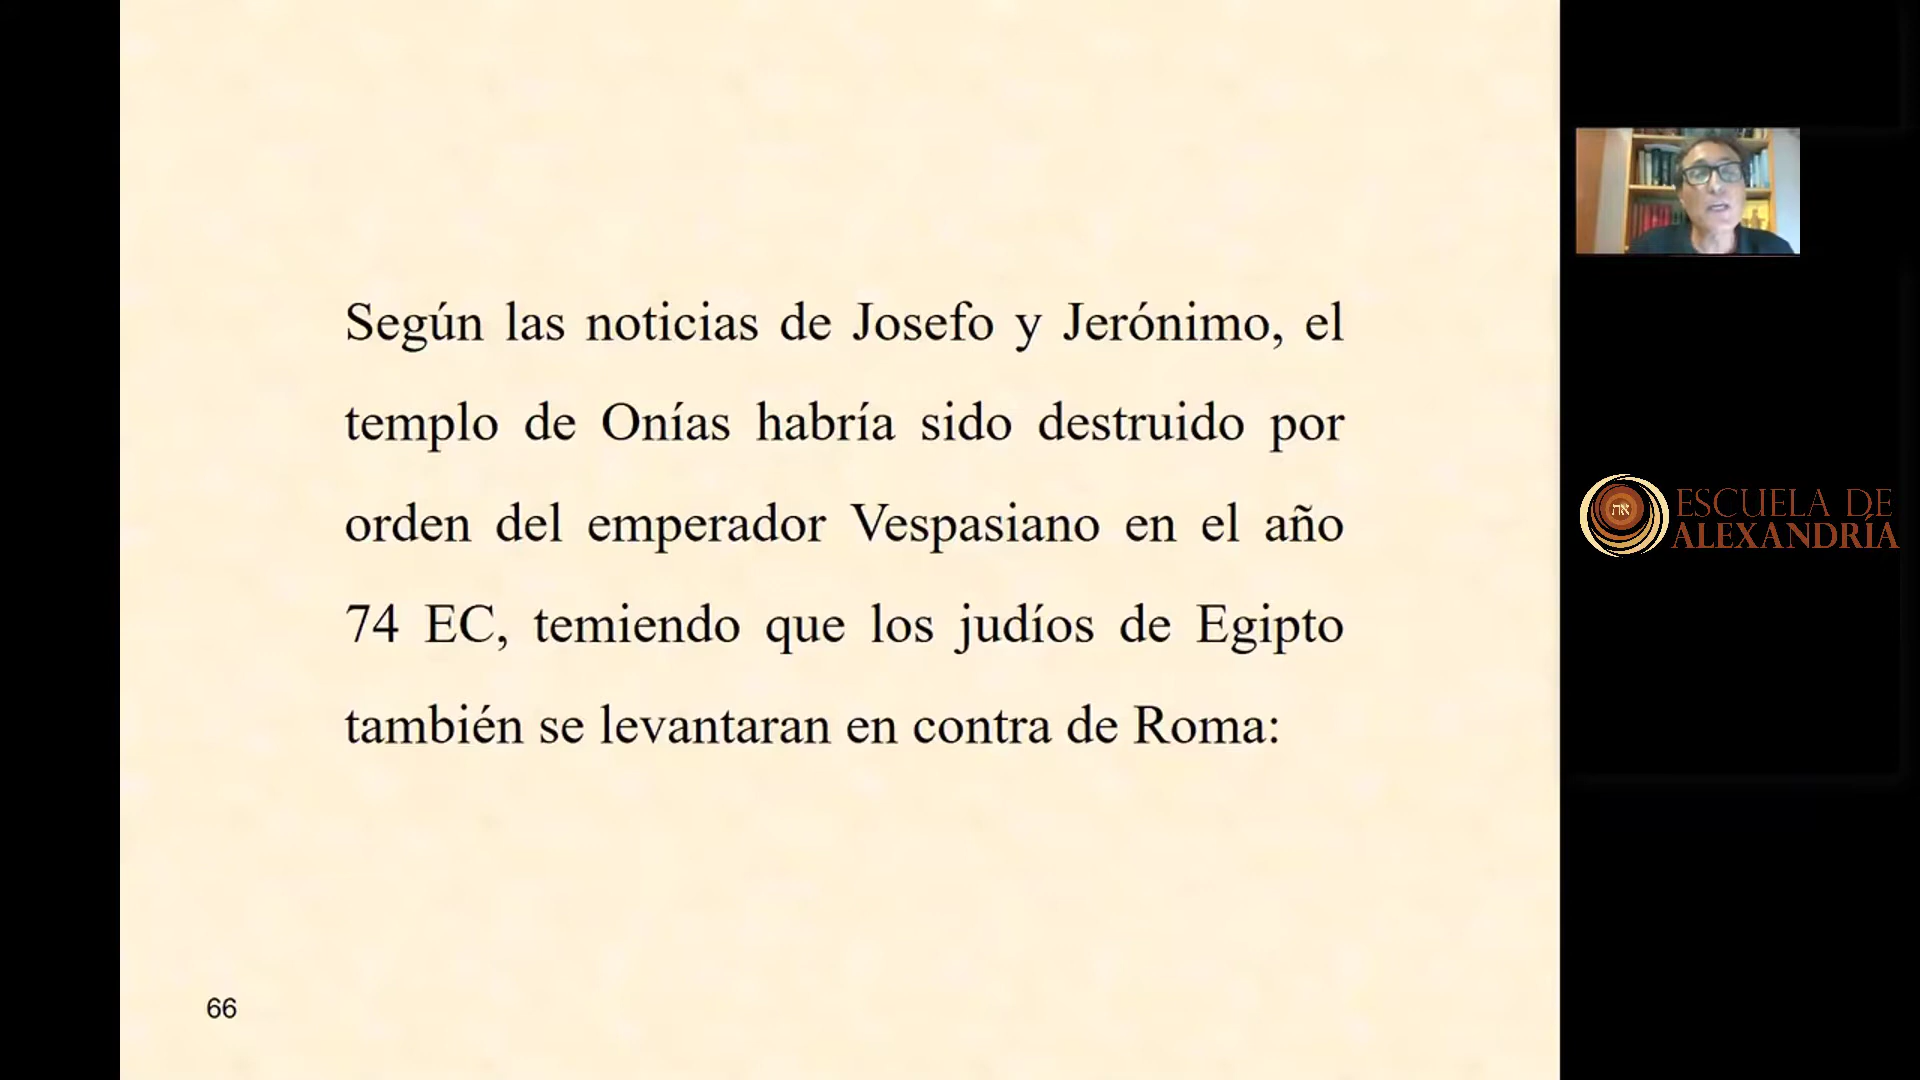 Según las noticias de Josefo y Jerónimo, el
templo de Onías habría sido destruido por
orden del emperador Vespasiano en el año
74 EC, temiendo que los judíos de Egipto
también se levantaran en contra de Roma:
66
את
ESCUELA DE
ALEXANDRÍA